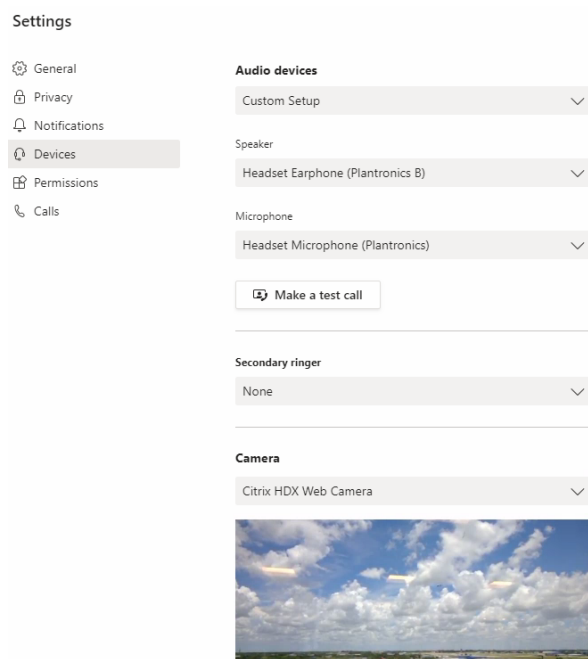 Settings
General
Privacy
Notifications
Devices
Permissions
Calls
Audio devices
Custom Setup
Speaker
Headset Earphone (Plantronics B)
Microphone
Headset Microphone (Plantronics)
Make a test call
Secondary ringer
None
Camera
Citrix HDX Web Camera